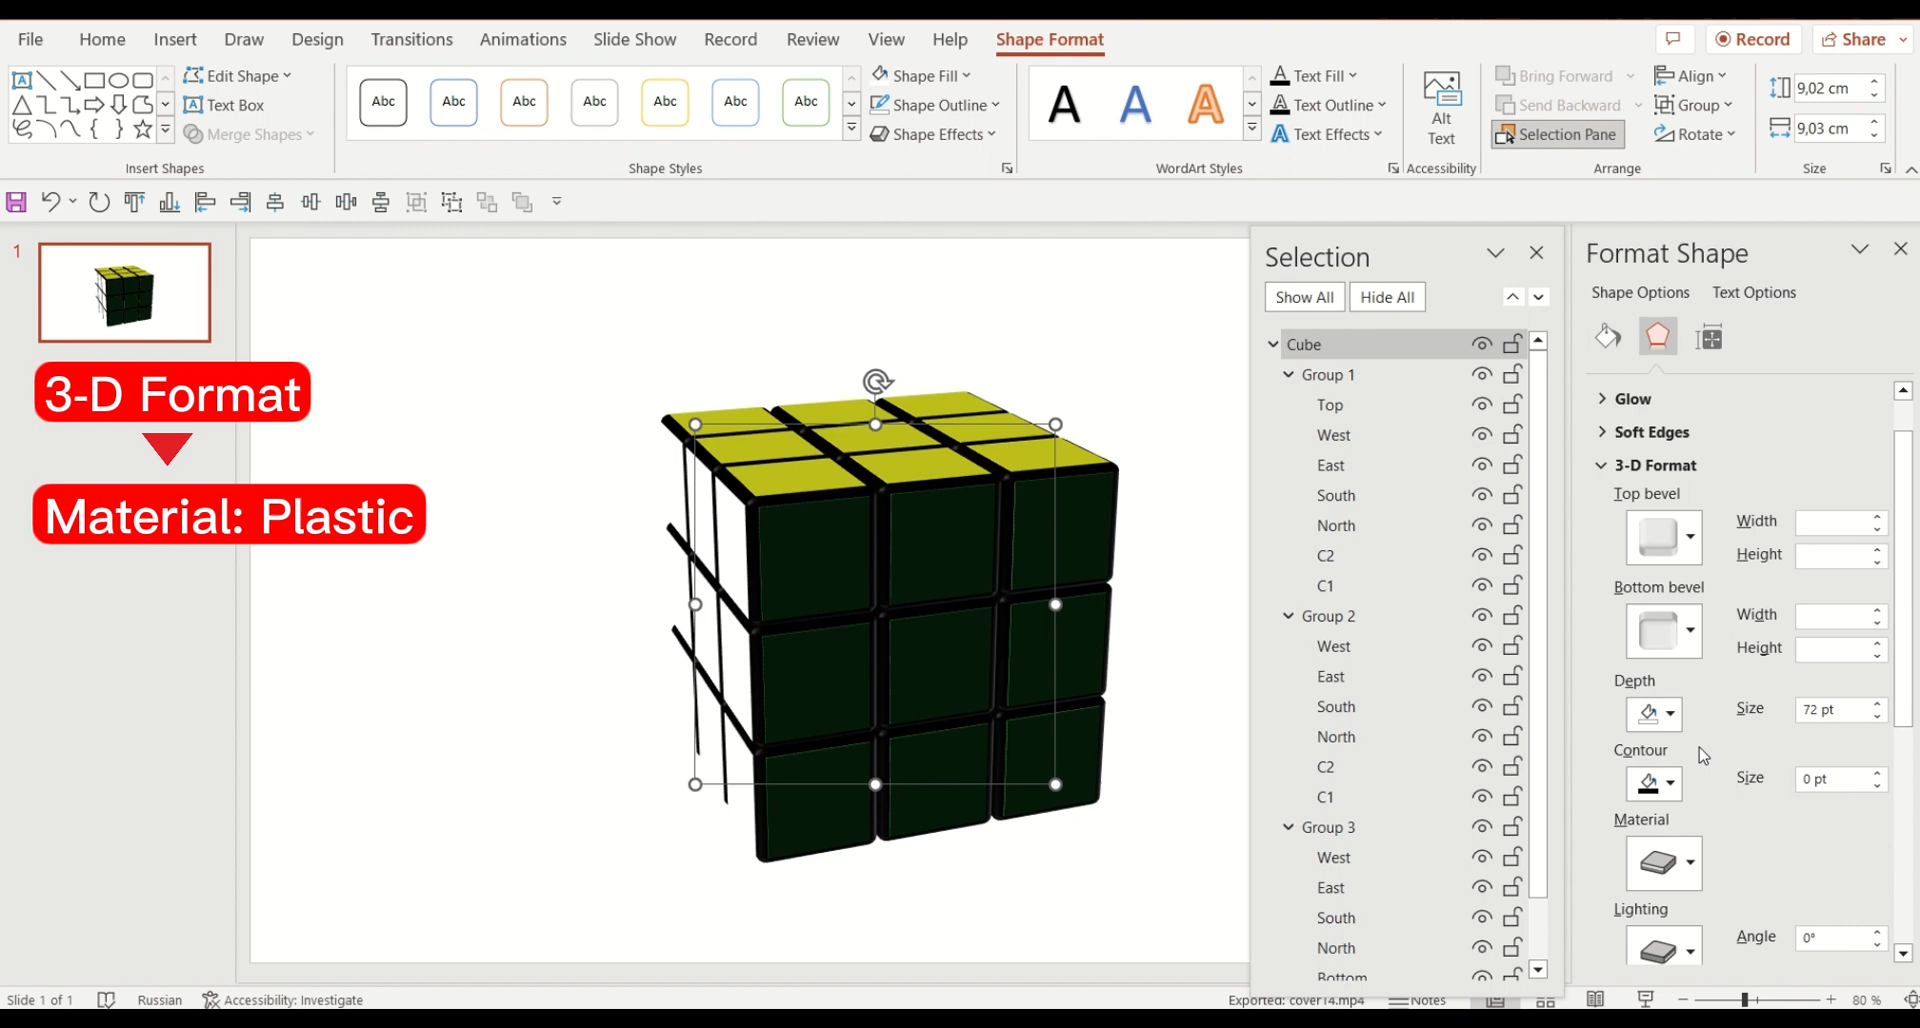 File Home Insert Draw Design Transitions Animations Slide Show Record Review View Help Shape Format Record Share
Edit Shape
Text Box
Merge Shapes
Insert Shapes
Abc Abc Abc Abc Abc Abc Abc
Shape Fill
Shape Outline
Shape Effects
Shape Styles
A A A
Text Fill
Text Outline
Text Effects
WordArt Styles
Alt
Text
Accessibility
Bring Forward
Send Backward
Selection Pane
Align
Group
Rotate
Arrange
9,02 cm
9,03 cm
Size
1
3-D Format
Material: Plastic
Selection
Show All Hide All
Cube
Group 1
Top
West
East
South
North
C2
C1
Group 2
West
East
South
North
C2
C1
Group 3
West
East
South
North
Bottom
Format Shape
Shape Options Text Options
Glow
Soft Edges
3-D Format
Top bevel
Width
Height
Bottom bevel
Width
Height
Depth
Size 72 pt
Contour
Size 0 pt
Material
Lighting
Angle 0°
Slide 1 of 1 Russian Accessibility: Investigate Exported: cover14.mp4 Notes 80 %